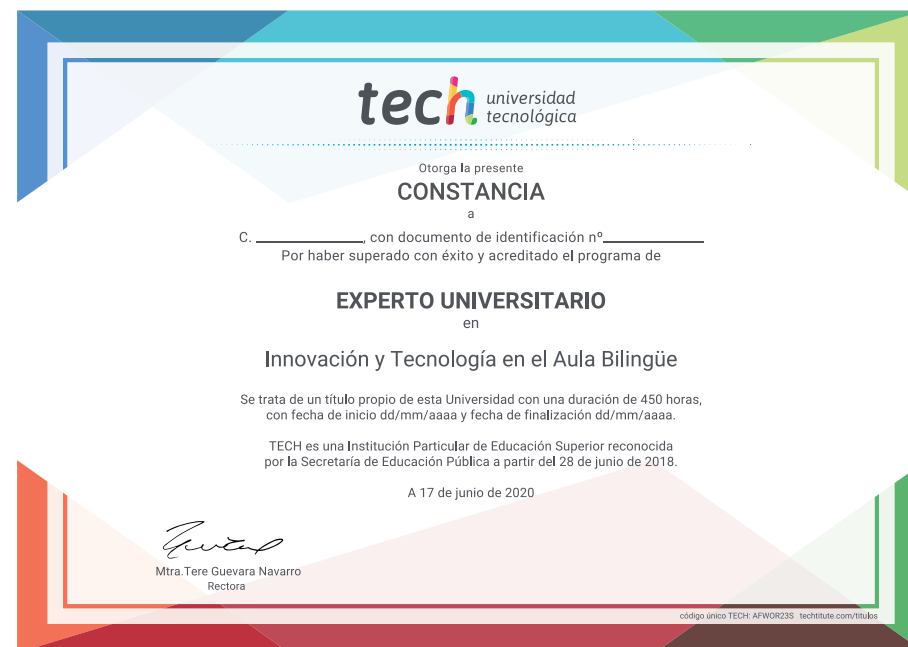 tech universidad
tecnológica
Otorga la presente
CONSTANCIA
a
C. ____________, con documento de identificación nº____________
Por haber superado con éxito y acreditado el programa de
EXPERTO UNIVERSITARIO
en
Innovación y Tecnología en el Aula Bilingüe
Se trata de un título propio de esta Universidad con una duración de 450 horas,
con fecha de inicio dd/mm/aaaa y fecha de finalización dd/mm/aaaa.
TECH es una Institución Particular de Educación Superior reconocida
por la Secretaría de Educación Pública a partir del 28 de junio de 2018.
A 17 de junio de 2020
Mtra.Tere Guevara Navarro
Rectora
código único TECH: AFWOR23S techtitute.com/titulos